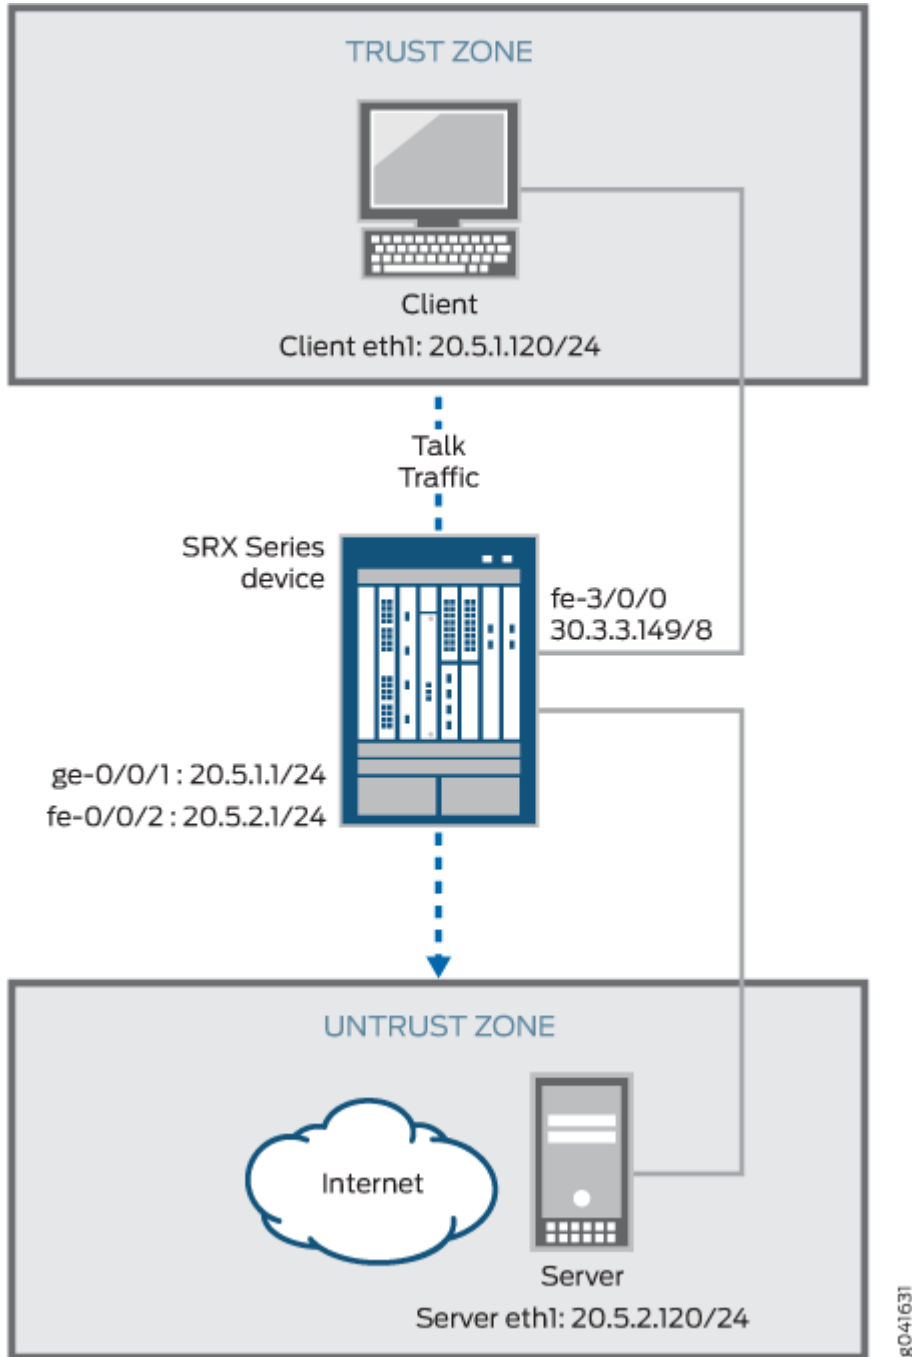 TRUST ZONE
Client
Client eth1: 20.5.1.120/24
Talk
Traffic
SRX Series
device
fe-3/0/0
30.3.3.149/8
ge-0/0/1 : 20.5.1.1/24
fe-0/0/2 : 20.5.2.1/24
UNTRUST ZONE
Internet
Server
Server eth1: 20.5.2.120/24
g041631